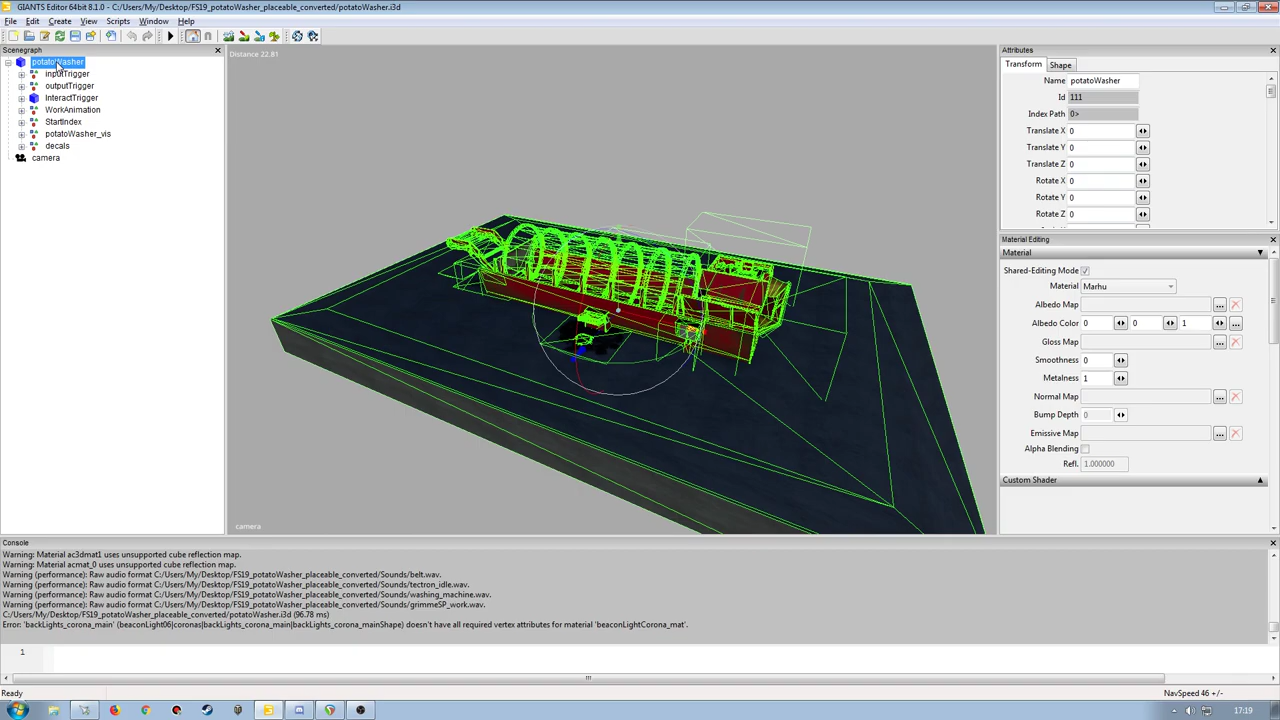 GIANTS Editor 64bit 8.1.0 - C:/Users/My/Desktop/FS19_potatoWasher_placeable_converted/potatoWasher.i3d
File Edit Create View Scripts Window Help
Scenegraph
potatoWasher
inputTrigger
outputTrigger
InteractTrigger
WorkAnimation
StartIndex
potatoWasher_vis
decals
camera
Distance 22.81
camera
Attributes
Transform Shape
Name potatoWasher
Id 111
Index Path 0>
Translate X 0
Translate Y 0
Translate Z 0
Rotate X 0
Rotate Y 0
Rotate Z 0
Material Editing
Material
Shared-Editing Mode
Material Marhu
Albedo Map ...
Albedo Color 0 0 1 ...
Gloss Map ...
Smoothness 0
Metalness 1
Normal Map ...
Bump Depth 0
Emissive Map ...
Alpha Blending
Refl. 1.000000
Custom Shader
Console
Warning: Material ac3dmat1 uses unsupported cube reflection map.
Warning: Material acmat_0 uses unsupported cube reflection map.
Warning (performance): Raw audio format C:/Users/My/Desktop/FS19_potatoWasher_placeable_converted/Sounds/belt.wav.
Warning (performance): Raw audio format C:/Users/My/Desktop/FS19_potatoWasher_placeable_converted/Sounds/tectron_idle.wav.
Warning (performance): Raw audio format C:/Users/My/Desktop/FS19_potatoWasher_placeable_converted/Sounds/washing_machine.wav.
Warning (performance): Raw audio format C:/Users/My/Desktop/FS19_potatoWasher_placeable_converted/Sounds/grimmeSP_work.wav.
C:/Users/My/Desktop/FS19_potatoWasher_placeable_converted/potatoWasher.i3d (96.78 ms)
Error: 'backLights_corona_main' (beaconLight06|coronas|backLights_corona_main|backLights_corona_mainShape) doesn't have all required vertex attributes for material 'beaconLightCorona_mat'.
1
Ready
NavSpeed 46 +/-
17:19